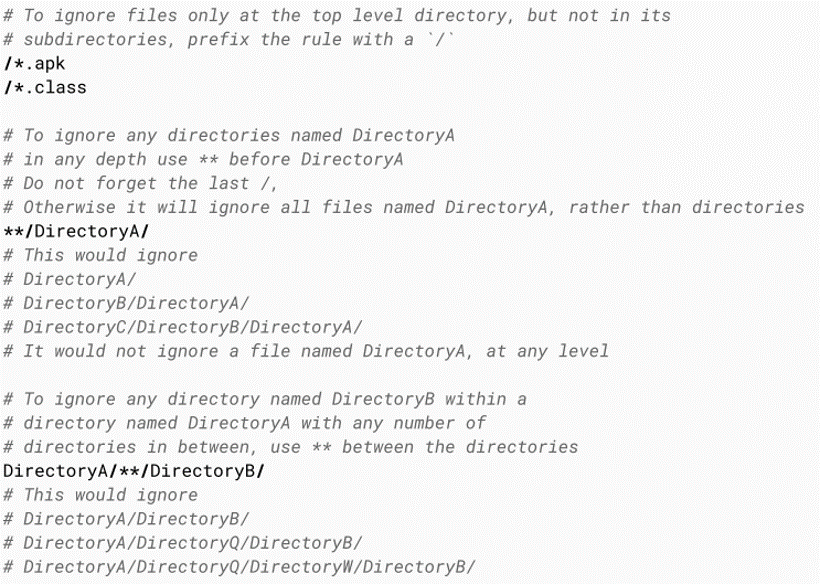 # To ignore files only at the top level directory, but not in its
# subdirectories, prefix the rule with a `/`
/*.apk
/*.class
# To ignore any directories named DirectoryA
# in any depth use ** before DirectoryA
# Do not forget the last /,
# Otherwise it will ignore all files named DirectoryA, rather than directories
**/DirectoryA/
# This would ignore
# DirectoryA/
# DirectoryB/DirectoryA/
# DirectoryC/DirectoryB/DirectoryA/
# It would not ignore a file named DirectoryA, at any level
# To ignore any directory named DirectoryB within a
# directory named DirectoryA with any number of
# directories in between, use ** between the directories
DirectoryA/**/DirectoryB/
# This would ignore
# DirectoryA/DirectoryB/
# DirectoryA/DirectoryQ/DirectoryB/
# DirectoryA/DirectoryQ/DirectoryW/DirectoryB/